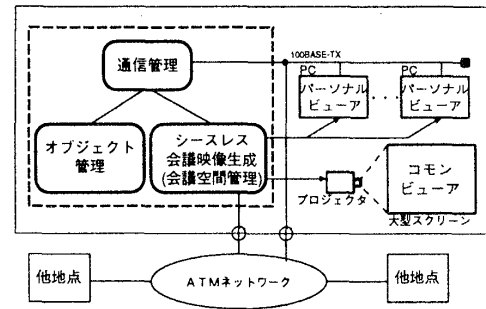 100BASE-TX
通信管理
PC
パーソナル
ビューア
. . .
PC
パーソナル
ビューア
オブジェクト
管理
シースレス
会議映像生成
(会議空間管理)
プロジェクタ
コモン
ビューア
大型スクリーン
他地点
ATMネットワーク
他地点